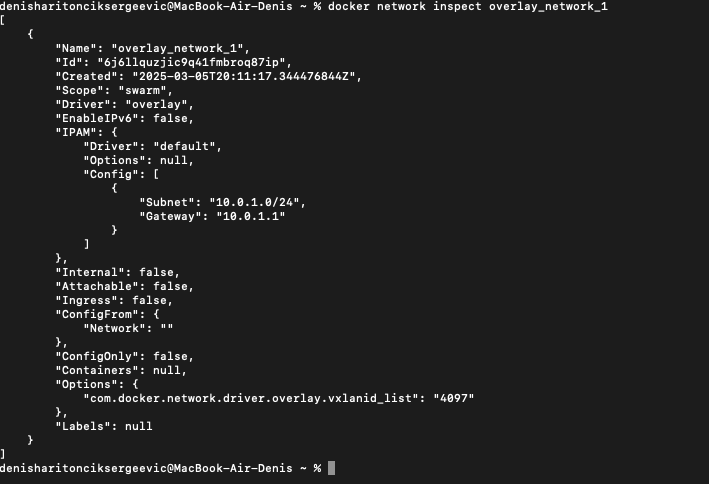 denisharitonciksergeevic@MacBook-Air-Denis ~ % docker network inspect overlay_network_1
[
    {
        "Name": "overlay_network_1",
        "Id": "6j6llquzjic9q41fmbroq87ip",
        "Created": "2025-03-05T20:11:17.344476844Z",
        "Scope": "swarm",
        "Driver": "overlay",
        "EnableIPv6": false,
        "IPAM": {
            "Driver": "default",
            "Options": null,
            "Config": [
                {
                    "Subnet": "10.0.1.0/24",
                    "Gateway": "10.0.1.1"
                }
            ]
        },
        "Internal": false,
        "Attachable": false,
        "Ingress": false,
        "ConfigFrom": {
            "Network": ""
        },
        "ConfigOnly": false,
        "Containers": null,
        "Options": {
            "com.docker.network.driver.overlay.vxlanid_list": "4097"
        },
        "Labels": null
    }
]
denisharitonciksergeevic@MacBook-Air-Denis ~ %